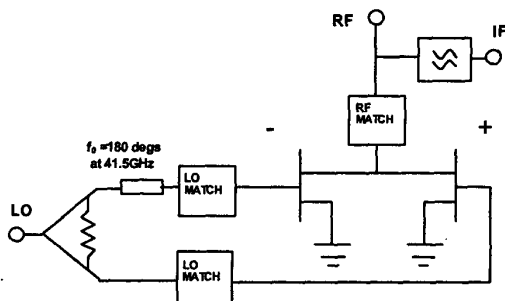 RF
IF
RF
MATCH
-
+
f₀ =180 degs
at 41.5GHz
LO
MATCH
LO
LO
MATCH